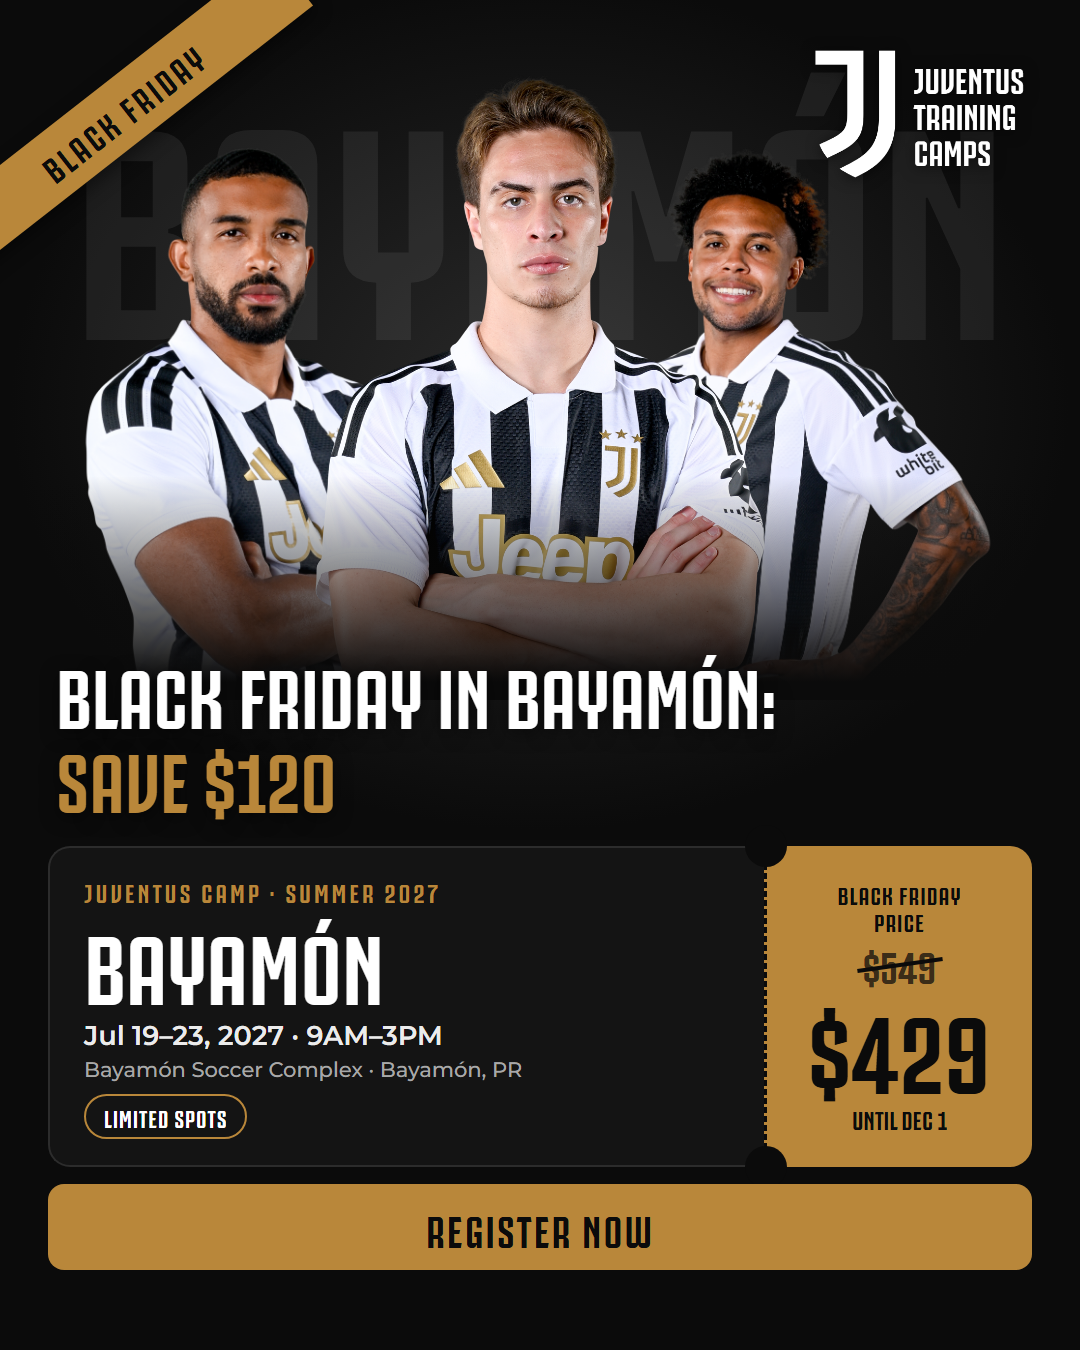 BLACK FRIDAY
JUVENTUS
TRAINING
CAMPS
BAYAMÓN
white
bit
Jeep
BLACK FRIDAY IN BAYAMÓN:
SAVE $120
JUVENTUS CAMP · SUMMER 2027
BAYAMÓN
Jul 19–23, 2027 · 9AM–3PM
Bayamón Soccer Complex · Bayamón, PR
LIMITED SPOTS
BLACK FRIDAY
PRICE
$549
$429
UNTIL DEC 1
REGISTER NOW